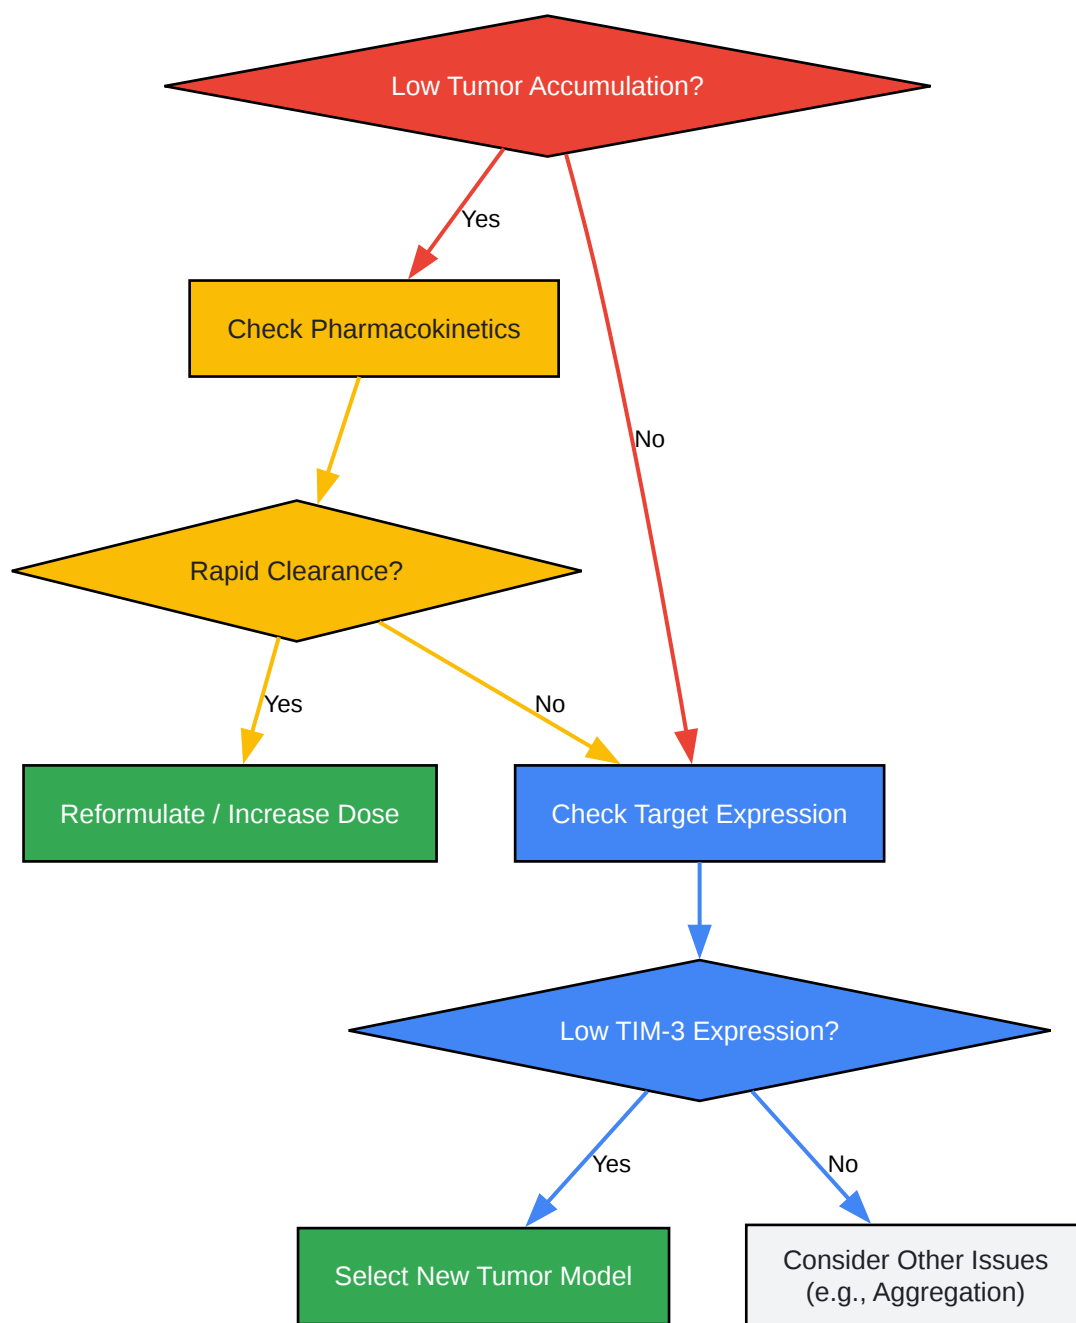 Low Tumor Accumulation?
Yes
Check Pharmacokinetics
No
Rapid Clearance?
Yes
No
Reformulate / Increase Dose
Check Target Expression
Low TIM-3 Expression?
Yes
No
Select New Tumor Model
Consider Other Issues
(e.g., Aggregation)